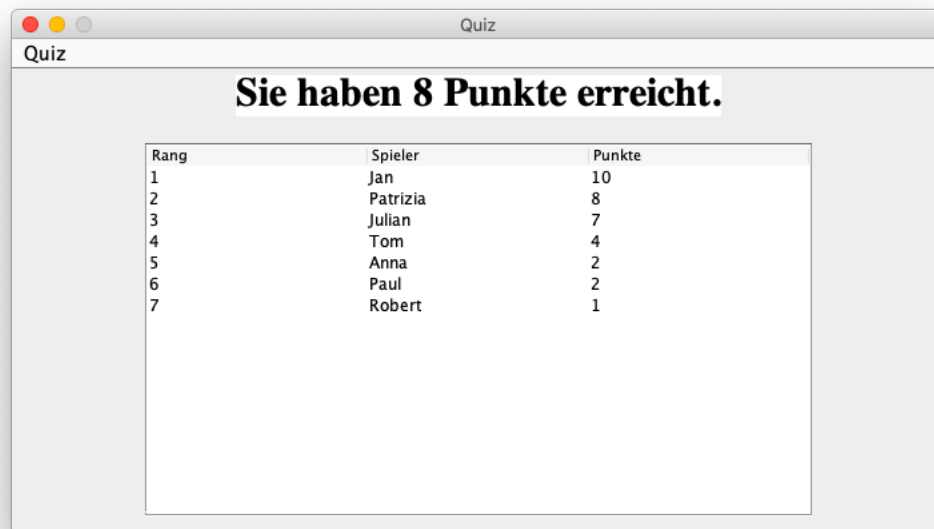 Quiz
Quiz
Sie haben 8 Punkte erreicht.
Rang Spieler Punkte
1 Jan 10
2 Patrizia 8
3 Julian 7
4 Tom 4
5 Anna 2
6 Paul 2
7 Robert 1